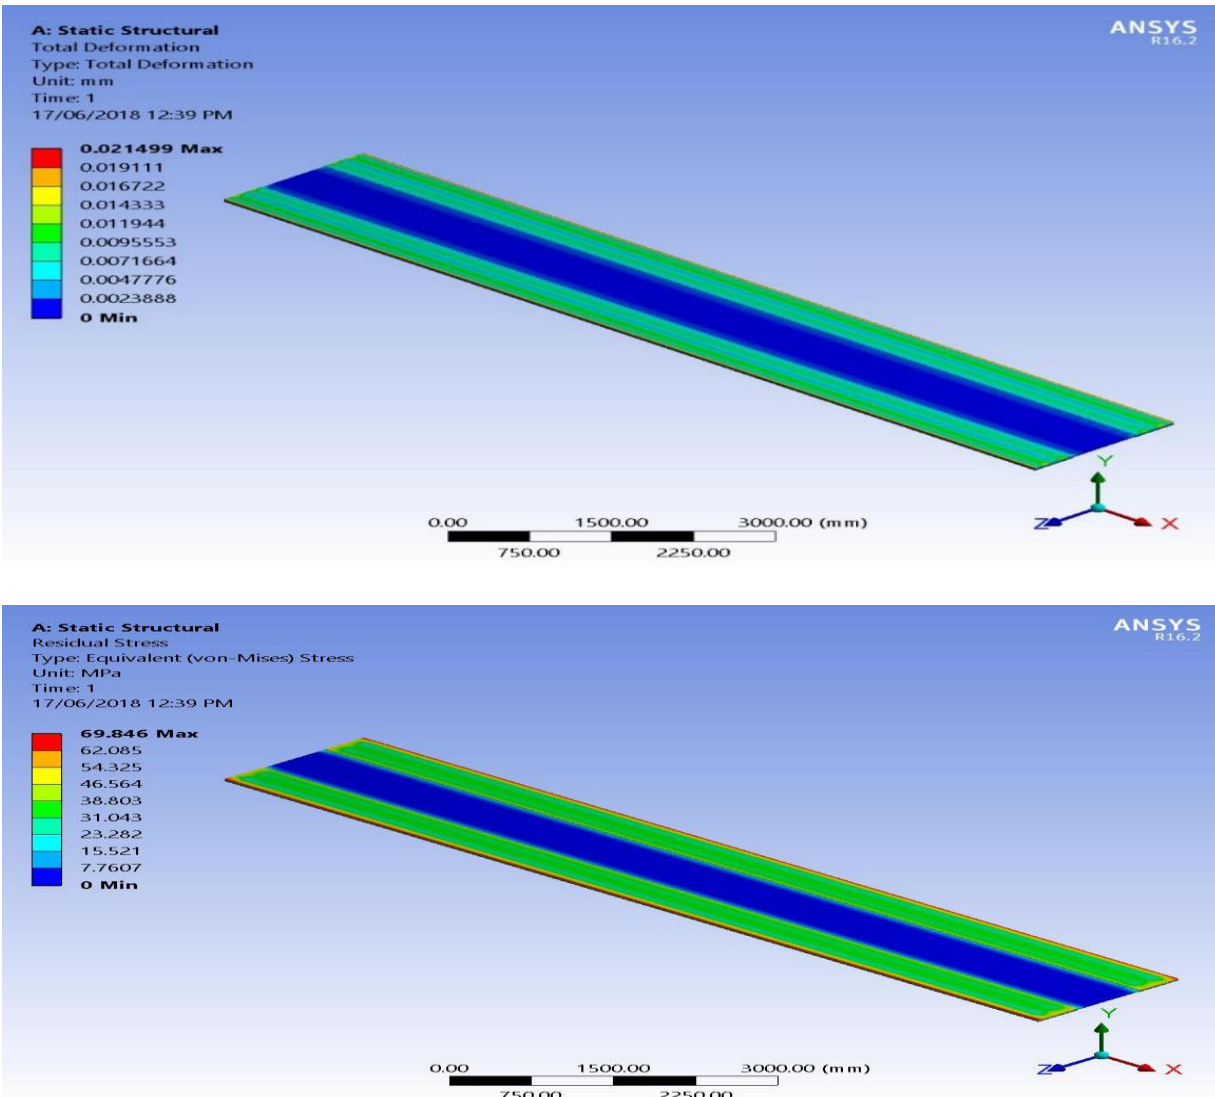 A: Static Structural
Total Deformation
Type: Total Deformation
Unit: mm
Time: 1
17/06/2018 12:39 PM
ANSYS
R16.2
0.021499 Max
0.019111
0.016722
0.014333
0.011944
0.0095553
0.0071664
0.0047776
0.0023888
0 Min
Y
Z X
0.00 1500.00 3000.00 (mm)
750.00 2250.00
A: Static Structural
Residual Stress
Type: Equivalent (von-Mises) Stress
Unit: MPa
Time: 1
17/06/2018 12:39 PM
ANSYS
R16.2
69.846 Max
62.085
54.325
46.564
38.803
31.043
23.282
15.521
7.7607
0 Min
Y
Z X
0.00 1500.00 3000.00 (mm)
750.00 2250.00